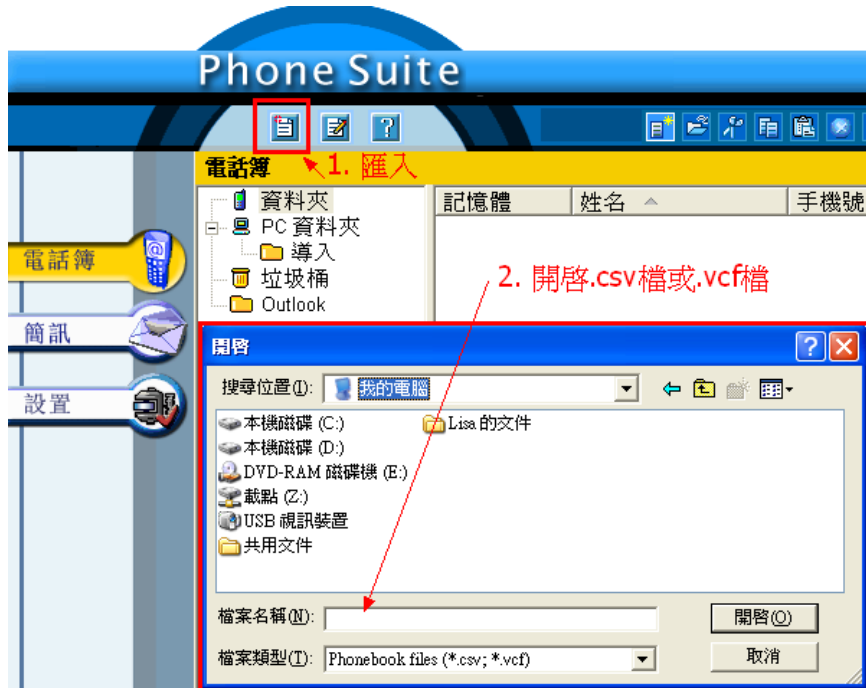 Phone Suite
1. 匯入
電話簿
資料夾
PC 資料夾
導入
垃圾桶
Outlook
記憶體 姓名 手機號
2. 開啟.csv檔或.vcf檔
電話簿
簡訊
設置
開啟
搜尋位置(I): 我的電腦
本機磁碟 (C:)
本機磁碟 (D:)
DVD-RAM 磁碟機 (E:)
載點 (Z:)
USB 視訊裝置
共用文件
Lisa 的文件
檔案名稱(N):
開啟(O)
檔案類型(T): Phonebook files (*.csv; *.vcf)
取消